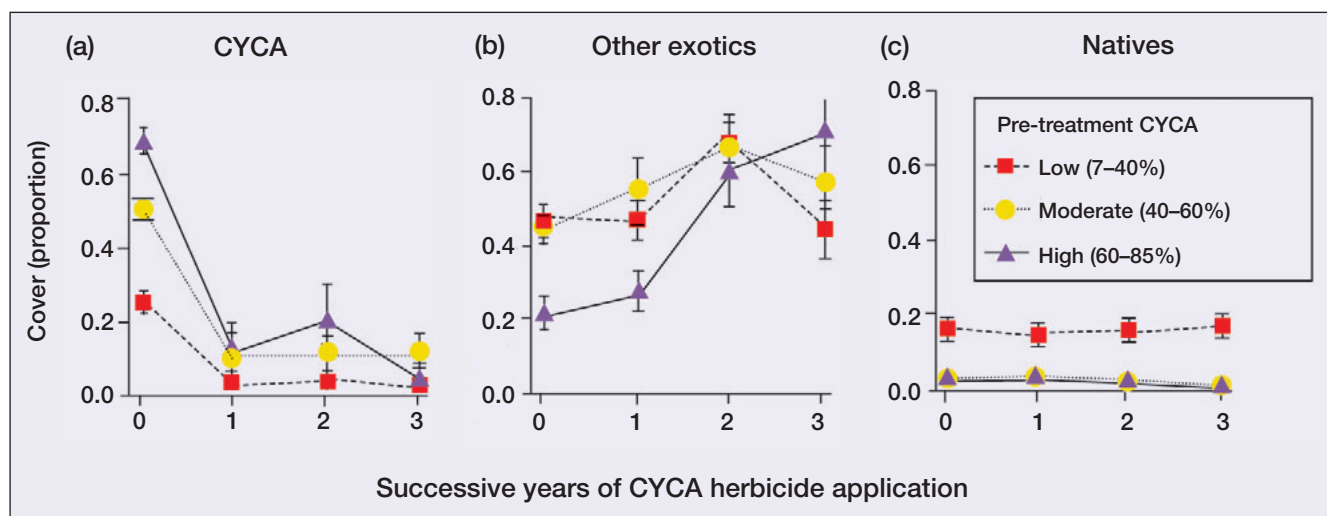 (a) CYCA
(b) Other exotics
(c) Natives
Cover (proportion)
0.8
0.6
0.4
0.2
0.0
0 1 2 3
0.8
0.6
0.4
0.2
0.0
0 1 2 3
0.8
0.6
0.4
0.2
0.0
0 1 2 3
Pre-treatment CYCA
Low (7–40%)
Moderate (40–60%)
High (60–85%)
Successive years of CYCA herbicide application